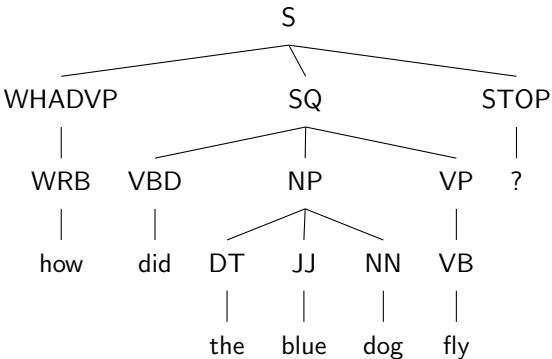 S
WHADVP SQ STOP
WRB VBD NP VP ?
how did DT JJ NN VB
the blue dog fly